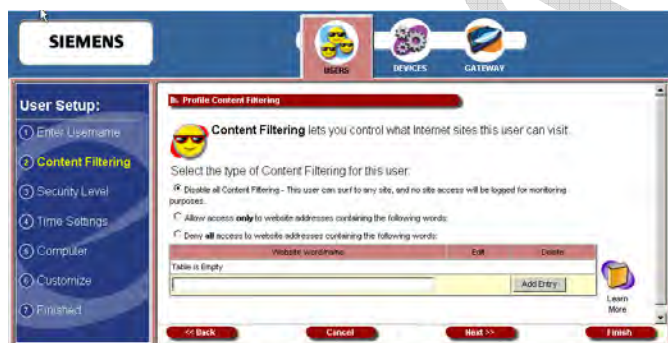 SIEMENS
USERS
DEVICES
GATEWAY
User Setup:
1 Enter Username
2 Content Filtering
3 Security Level
4 Time Settings
5 Computer
6 Customize
7 Finished
Profile Content Filtering
Content Filtering lets you control what Internet sites this user can visit.
Select the type of Content Filtering for this user:
Disable all Content Filtering - This user can surf to any site, and no site access will be logged for monitoring
purposes.
Allow access only to website addresses containing the following words:
Deny all access to website addresses containing the following words:
Website word/name
Edit
Delete
Table is Empty
Add Entry
Learn
More
<< Back
Cancel
Next >>
Finish